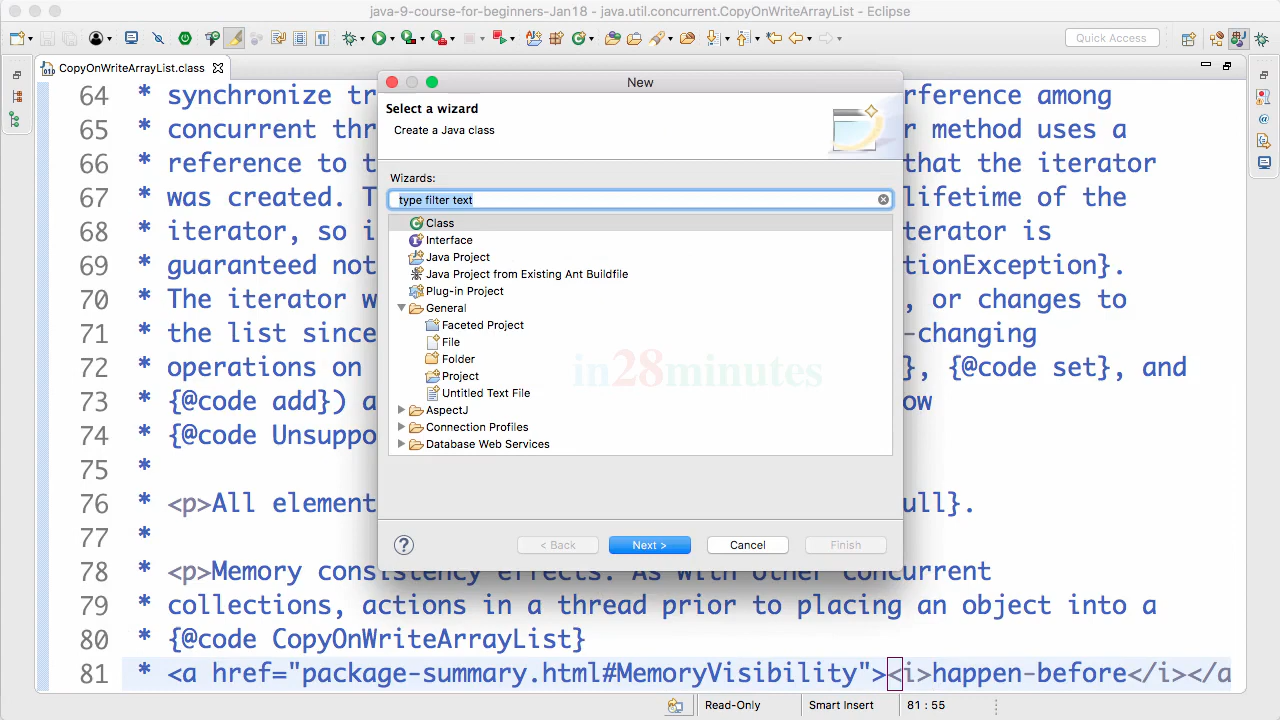 java-9-course-for-beginners-Jan18 - java.util.concurrent.CopyOnWriteArrayList - Eclipse
Quick Access
CopyOnWriteArrayList.class
New
Select a wizard
Create a Java class
Wizards:
type filter text
Class
Interface
Java Project
Java Project from Existing Ant Buildfile
Plug-in Project
General
Faceted Project
File
Folder
Project
Untitled Text File
AspectJ
Connection Profiles
Database Web Services
in28minutes
< Back
Next >
Cancel
Finish
64 * synchronize tr rference among
65 * concurrent thr r method uses a
66 * reference to t that the iterator
67 * was created. T lifetime of the
68 * iterator, so i terator is
69 * guaranteed not tionException}.
70 * The iterator w , or changes to
71 * the list since -changing
72 * operations on }, {@code set}, and
73 * {@code add}) a ow
74 * {@code Unsuppo
75 *
76 * <p>All element ull}.
77 *
78 * <p>Memory consistency effects: As with other concurrent
79 * collections, actions in a thread prior to placing an object into a
80 * {@code CopyOnWriteArrayList}
81 * <a href="package-summary.html#MemoryVisibility"><i>happen-before</i></a
Read-Only
Smart Insert
81 : 55